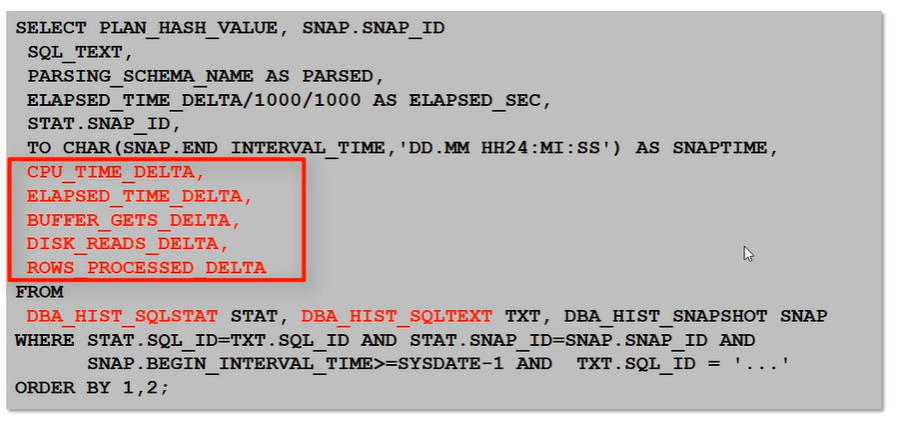 SELECT PLAN_HASH_VALUE, SNAP.SNAP_ID
SQL_TEXT,
PARSING_SCHEMA_NAME AS PARSED,
ELAPSED_TIME_DELTA/1000/1000 AS ELAPSED_SEC,
STAT.SNAP_ID,
TO CHAR(SNAP.END INTERVAL_TIME,'DD.MM HH24:MI:SS') AS SNAPTIME,
CPU_TIME_DELTA,
ELAPSED_TIME_DELTA,
BUFFER_GETS_DELTA,
DISK_READS_DELTA,
ROWS_PROCESSED_DELTA
FROM
DBA_HIST_SQLSTAT STAT, DBA_HIST_SQLTEXT TXT, DBA_HIST_SNAPSHOT SNAP
WHERE STAT.SQL_ID=TXT.SQL_ID AND STAT.SNAP_ID=SNAP.SNAP_ID AND
SNAP.BEGIN_INTERVAL_TIME>=SYSDATE-1 AND TXT.SQL_ID = '...'
ORDER BY 1,2;